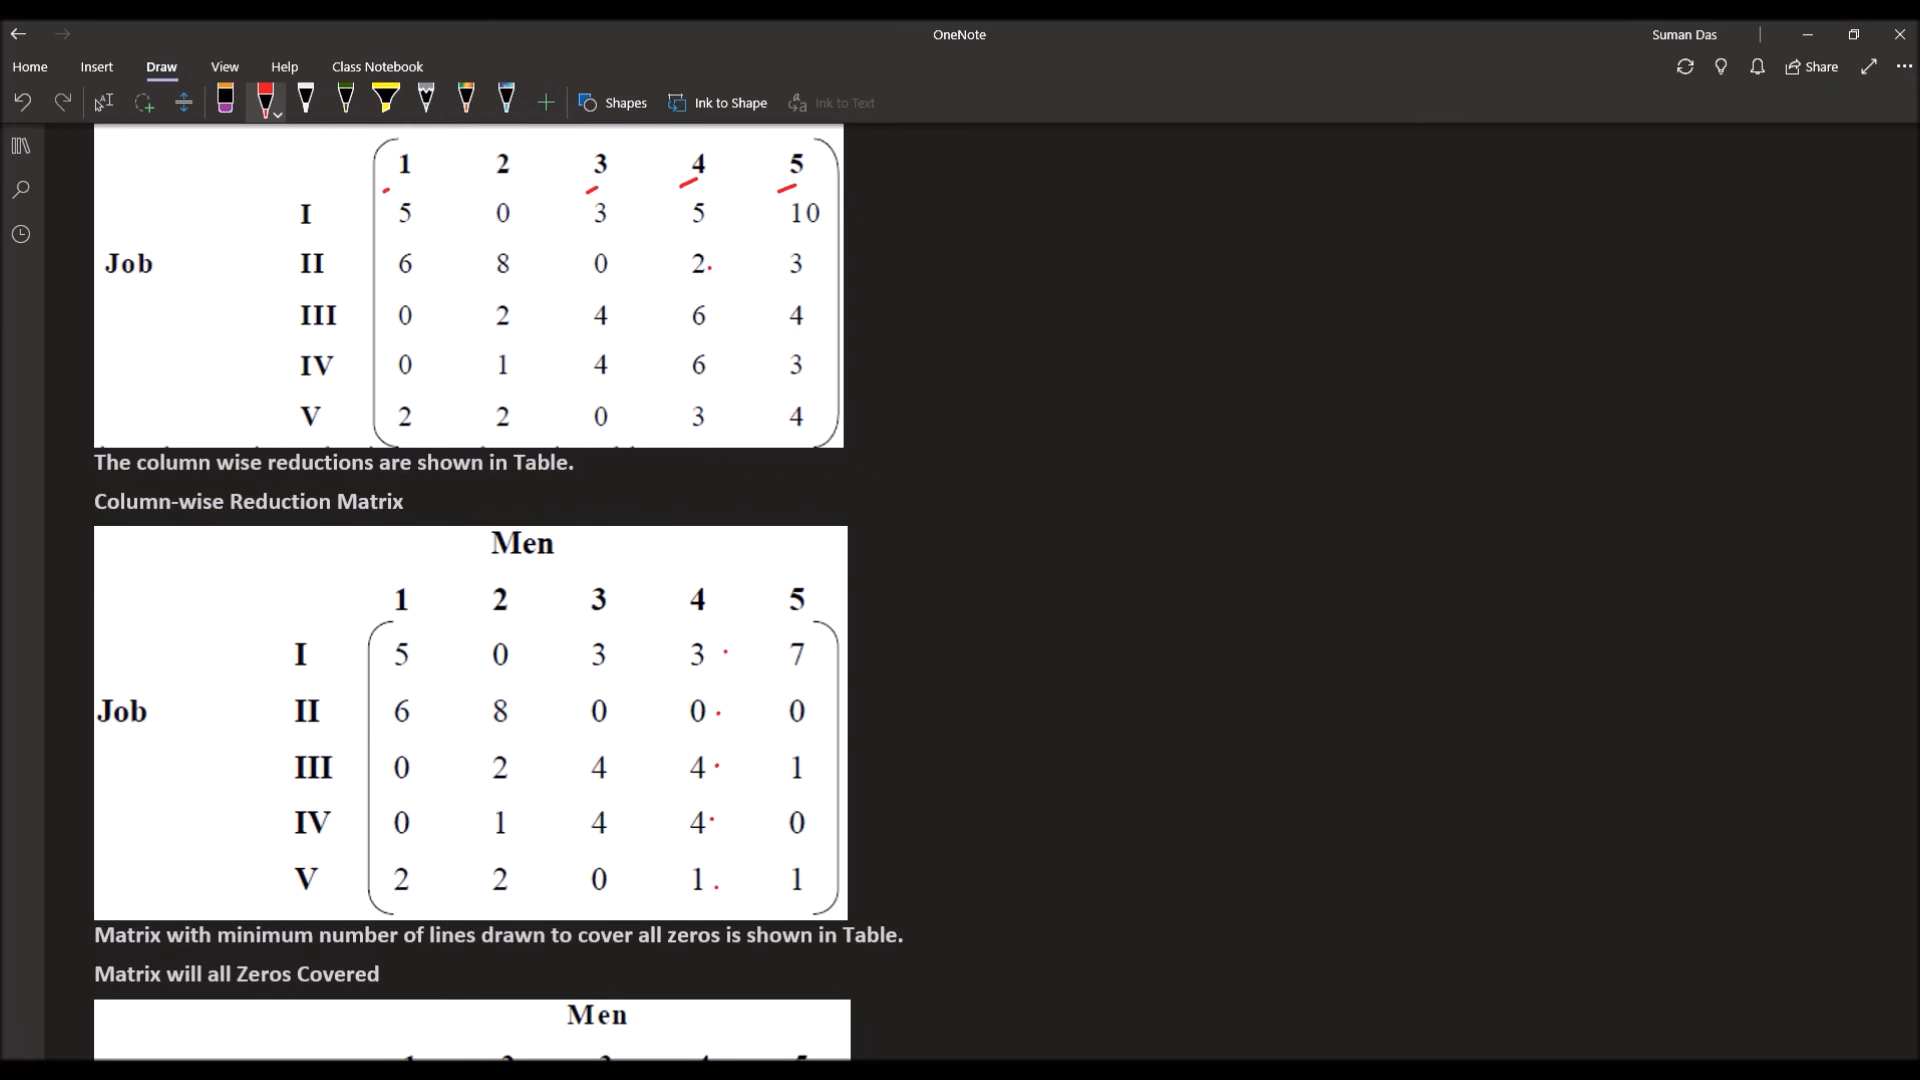 OneNote
Suman Das
Home Insert Draw View Help Class Notebook
Share
Shapes Ink to Shape Ink to Text
1 2 3 4 5
I 5 0 3 5 10
Job II 6 8 0 2 3
III 0 2 4 6 4
IV 0 1 4 6 3
V 2 2 0 3 4
The column wise reductions are shown in Table.
Column-wise Reduction Matrix
Men
1 2 3 4 5
I 5 0 3 3 7
Job II 6 8 0 0 0
III 0 2 4 4 1
IV 0 1 4 4 0
V 2 2 0 1 1
Matrix with minimum number of lines drawn to cover all zeros is shown in Table.
Matrix will all Zeros Covered
Men